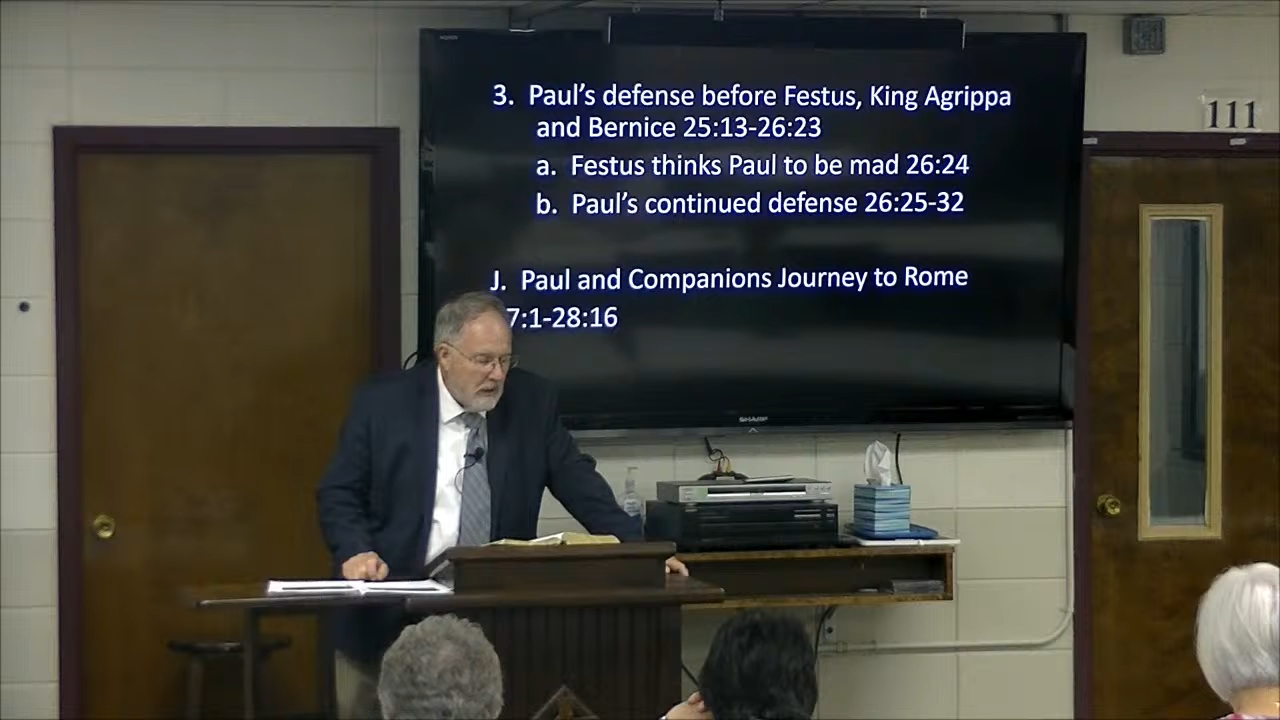 3. Paul's defense before Festus, King Agrippa
and Bernice 25:13-26:23
a. Festus thinks Paul to be mad 26:24
b. Paul's continued defense 26:25-32
J. Paul and Companions Journey to Rome
7:1-28:16
111
SHARP